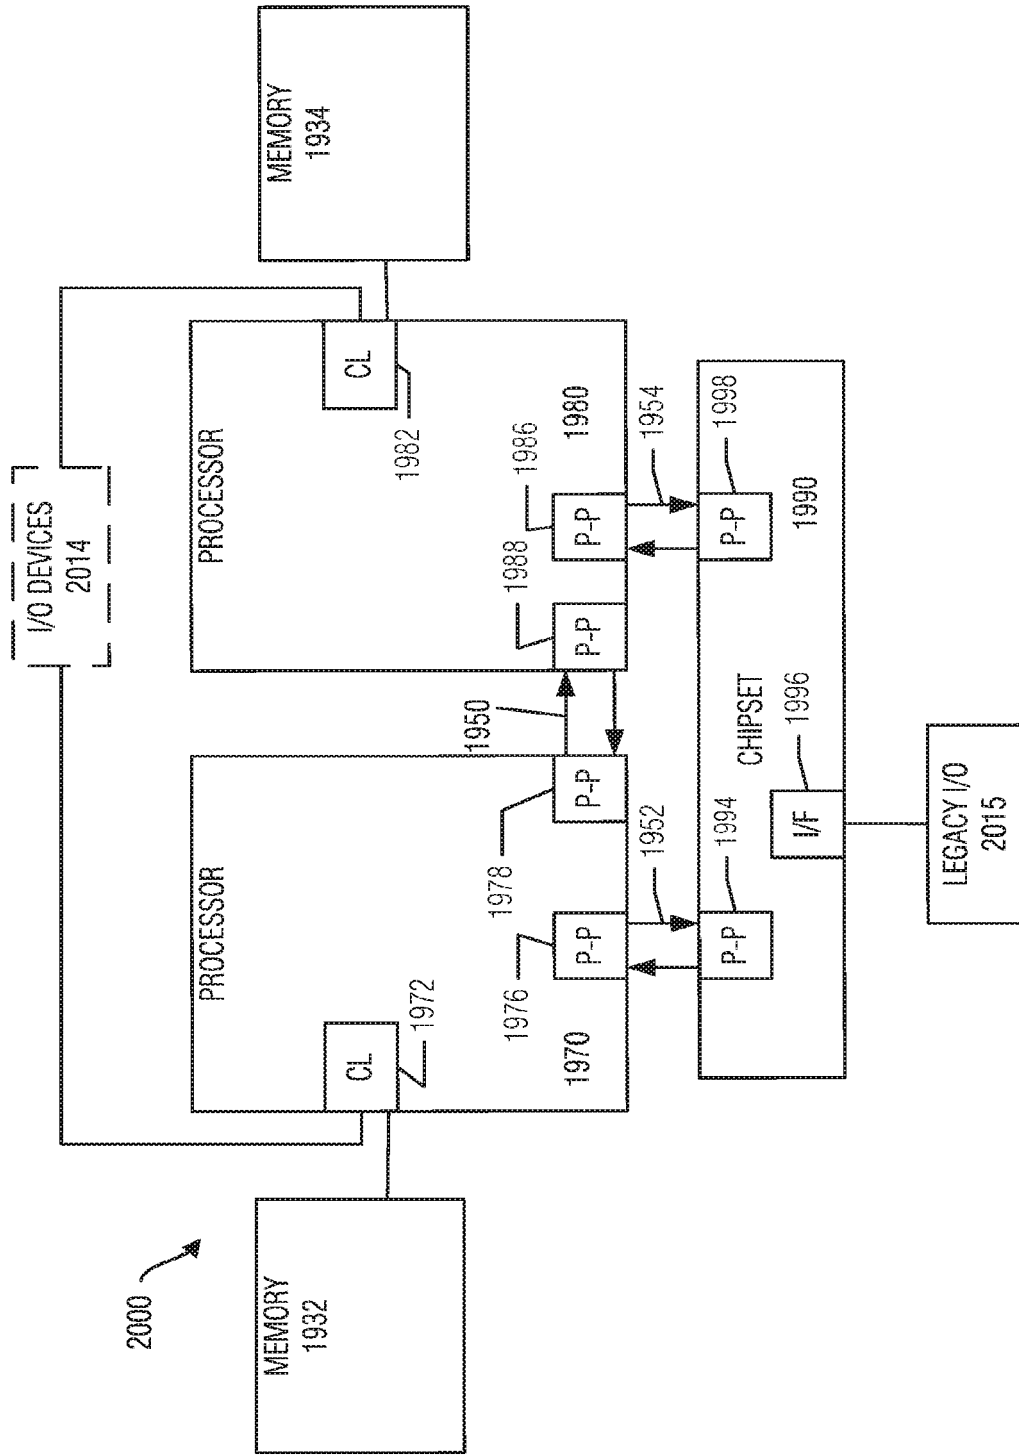 2000
I/O DEVICES
2014
MEMORY
1932
PROCESSOR
CL
1972
1970
1976
P-P
1978
P-P
1950
PROCESSOR
CL
1982
1980
1988
P-P
1986
P-P
MEMORY
1934
1952
1954
P-P
1994
CHIPSET
I/F
1996
P-P
1998
1990
LEGACY I/O
2015